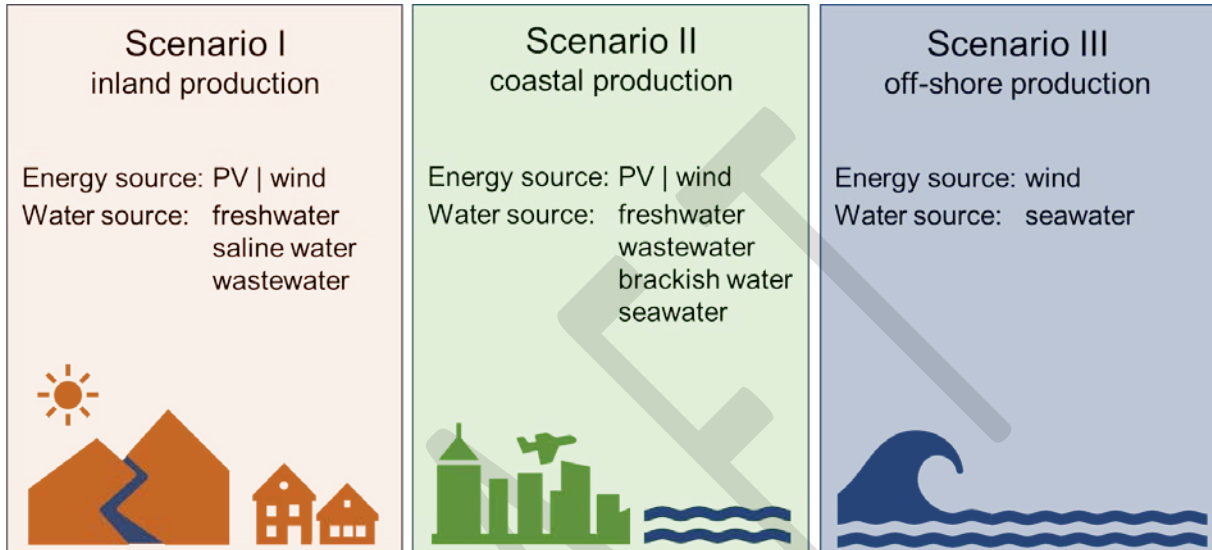 Scenario I
inland production
Energy source: PV | wind
Water source: freshwater
saline water
wastewater
Scenario II
coastal production
Energy source: PV | wind
Water source: freshwater
wastewater
brackish water
seawater
Scenario III
off-shore production
Energy source: wind
Water source: seawater